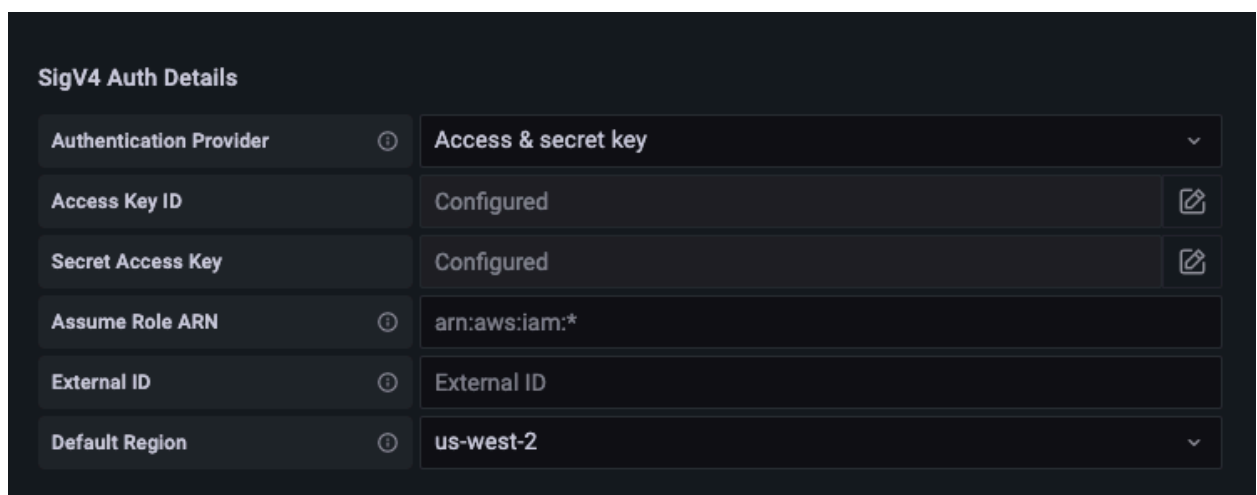 SigV4 Auth Details
Authentication Provider Access & secret key
Access Key ID Configured
Secret Access Key Configured
Assume Role ARN arn:aws:iam:*
External ID External ID
Default Region us-west-2